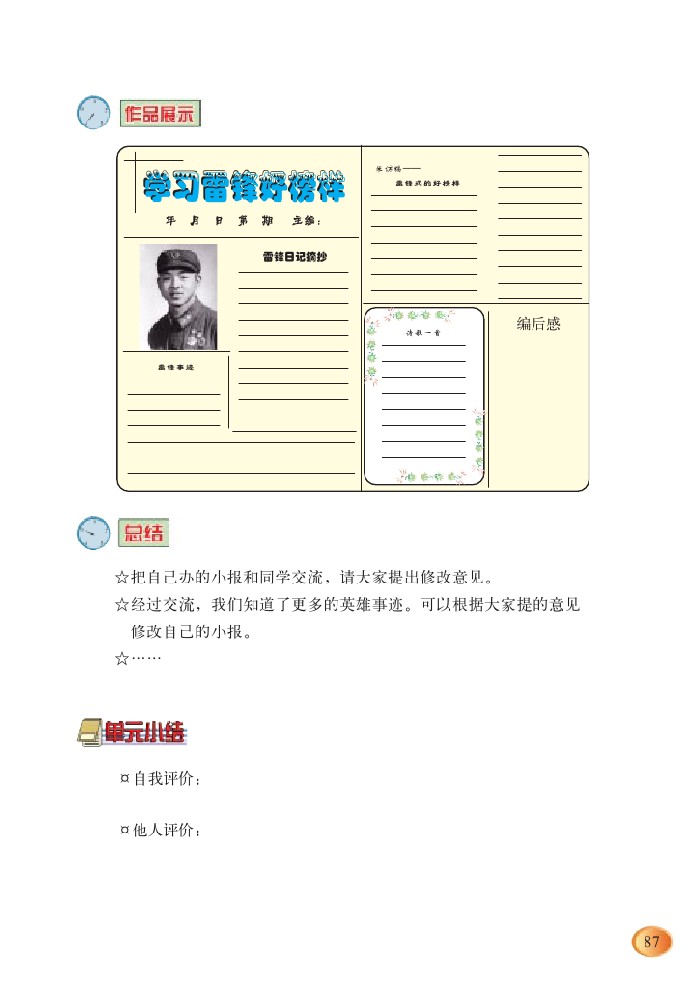 作品展示
学习雷锋好榜样
年 月 日 第 期 主编：
雷锋日记摘抄
雷锋事迹
朱伯儒——
雷锋式的好榜样
诗歌一首
编后感
总结
☆把自己办的小报和同学交流，请大家提出修改意见。
☆经过交流，我们知道了更多的英雄事迹。可以根据大家提的意见
修改自己的小报。
☆……
单元小结
¤自我评价：
¤他人评价：
87